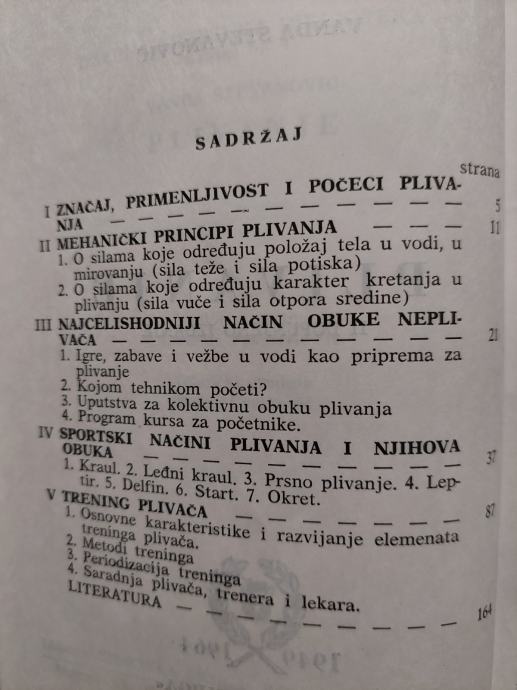 SADRŽAJ
strana
I ZNAČAJ, PRIMENLJIVOST I POČECI PLIVA-
NJA — — — — — — — — — — 5
II MEHANIČKI PRINCIPI PLIVANJA — — — 11
1. O silama koje određuju položaj tela u vodi, u
mirovanju (sila teže i sila potiska)
2. O silama koje određuju karakter kretanja u
plivanju (sila vuče i sila otpora sredine)
III NAJCELISHODNIJI NAČIN OBUKE NEPLI-
VAČA — — — — — — — — — — 21
1. Igre, zabave i vežbe u vodi kao priprema za
plivanje
2. Kojom tehnikom početi?
3. Uputstva za kolektivnu obuku plivanja
4. Program kursa za početnike.
IV SPORTSKI NAČINI PLIVANJA I NJIHOVA
OBUKA — — — — — — — — — — 37
1. Kraul. 2. Leđni kraul. 3. Prsno plivanje. 4. Lep-
tir. 5. Delfin. 6. Start. 7. Okret.
V TRENING PLIVAČA — — — — — — — 87
1. Osnovne karakteristike i razvijanje elemenata
treninga plivača.
2. Metodi treninga
3. Periodizacija treninga
4. Saradnja plivača, trenera i lekara.
LITERATURA — — — — — — — — 164